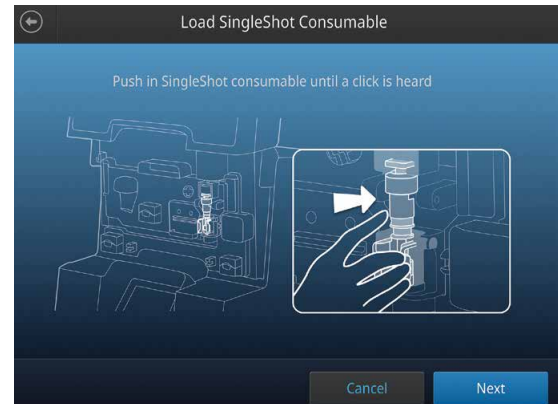 Load SingleShot Consumable
Push in SingleShot consumable until a click is heard
Cancel
Next